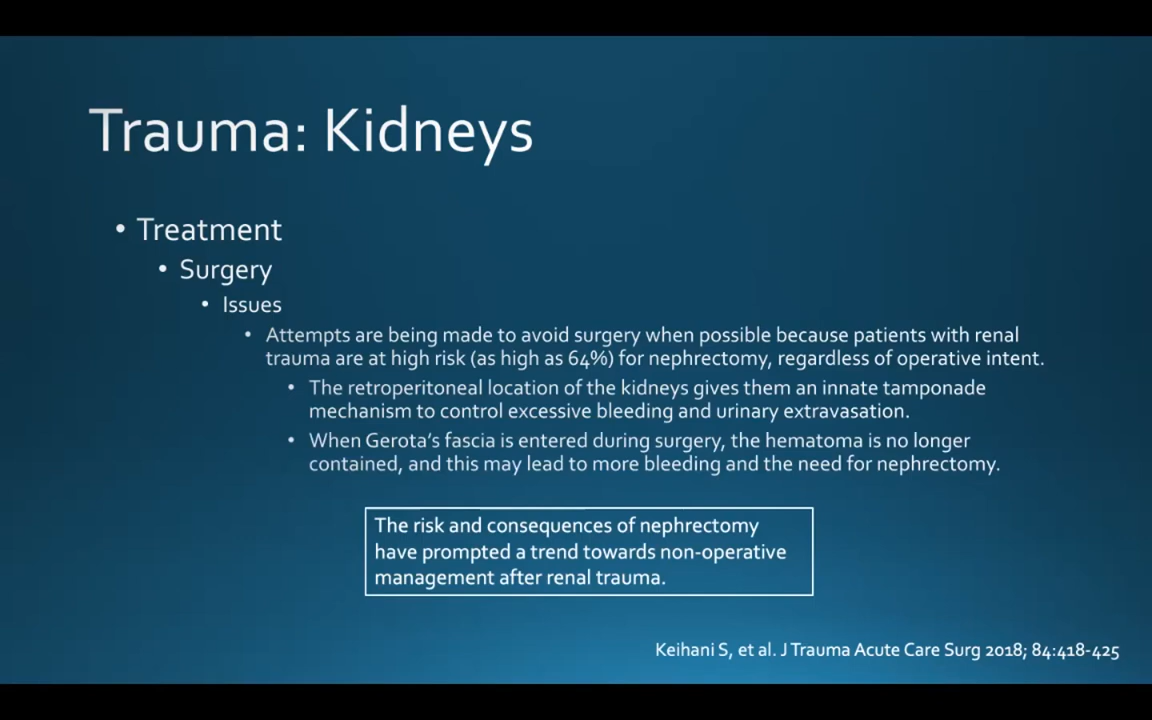 Trauma: Kidneys
• Treatment
• Surgery
• Issues
• Attempts are being made to avoid surgery when possible because patients with renal
trauma are at high risk (as high as 64%) for nephrectomy, regardless of operative intent.
• The retroperitoneal location of the kidneys gives them an innate tamponade
mechanism to control excessive bleeding and urinary extravasation.
• When Gerota's fascia is entered during surgery, the hematoma is no longer
contained, and this may lead to more bleeding and the need for nephrectomy.
The risk and consequences of nephrectomy
have prompted a trend towards non-operative
management after renal trauma.
Keihani S, et al. J Trauma Acute Care Surg 2018; 84:418-425